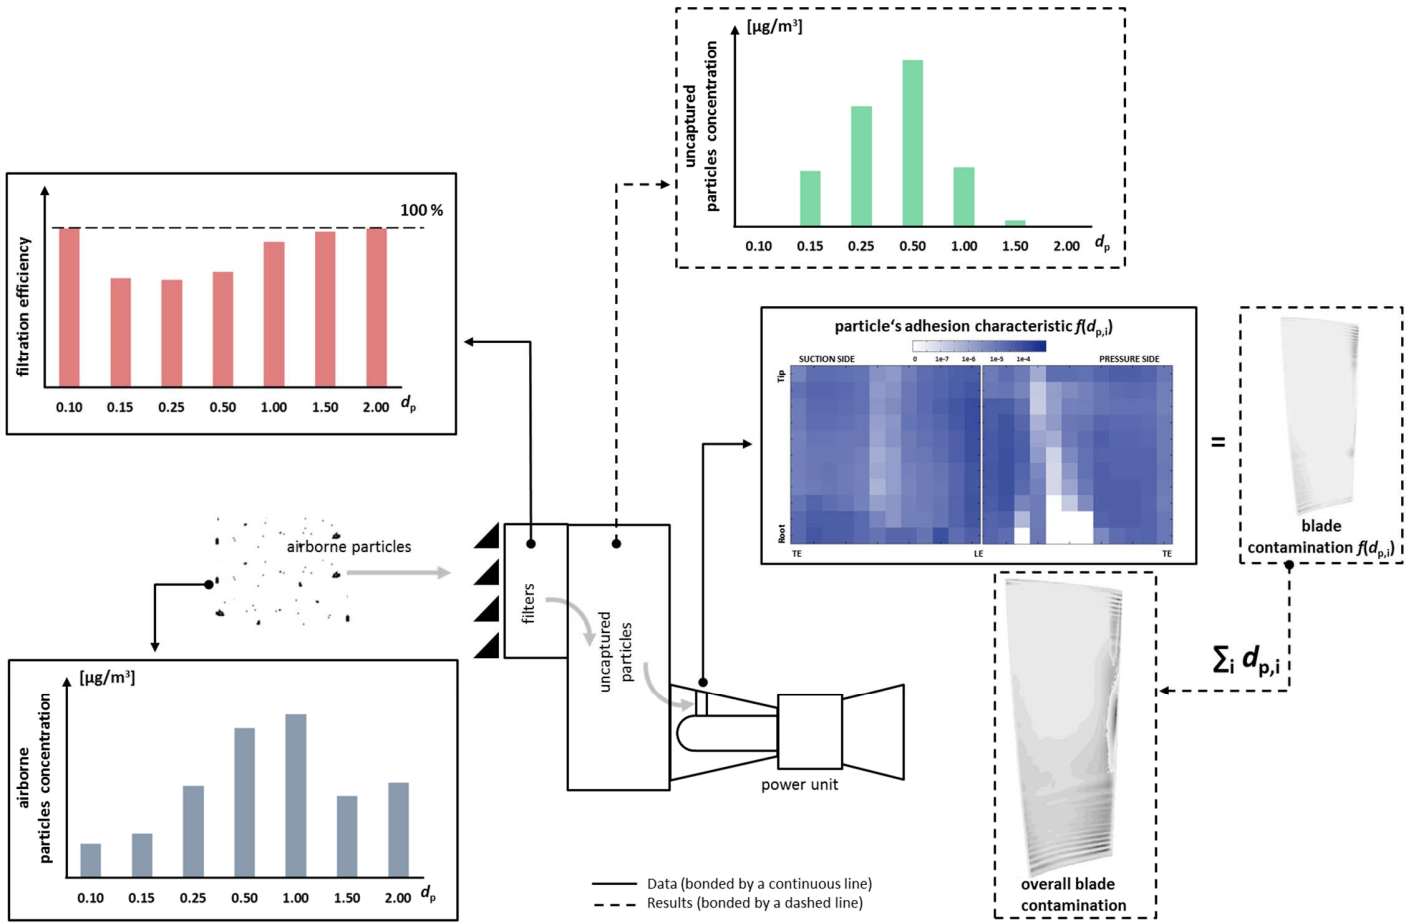 [µg/m³]
uncaptured
particles concentration
0.10 0.15 0.25 0.50 1.00 1.50 2.00 dp
100 %
filtration efficiency
0.10 0.15 0.25 0.50 1.00 1.50 2.00 dp
particle's adhesion characteristic f(dp,i)
0 1e-7 1e-6 1e-5 1e-4
SUCTION SIDE PRESSURE SIDE
Tip
Root
TE LE TE
=
blade
contamination f(dp,i)
airborne particles
filters
uncaptured
particles
power unit
∑i dp,i
overall blade
contamination
[µg/m³]
airborne
particles concentration
0.10 0.15 0.25 0.50 1.00 1.50 2.00 dp
Data (bonded by a continuous line)
Results (bonded by a dashed line)